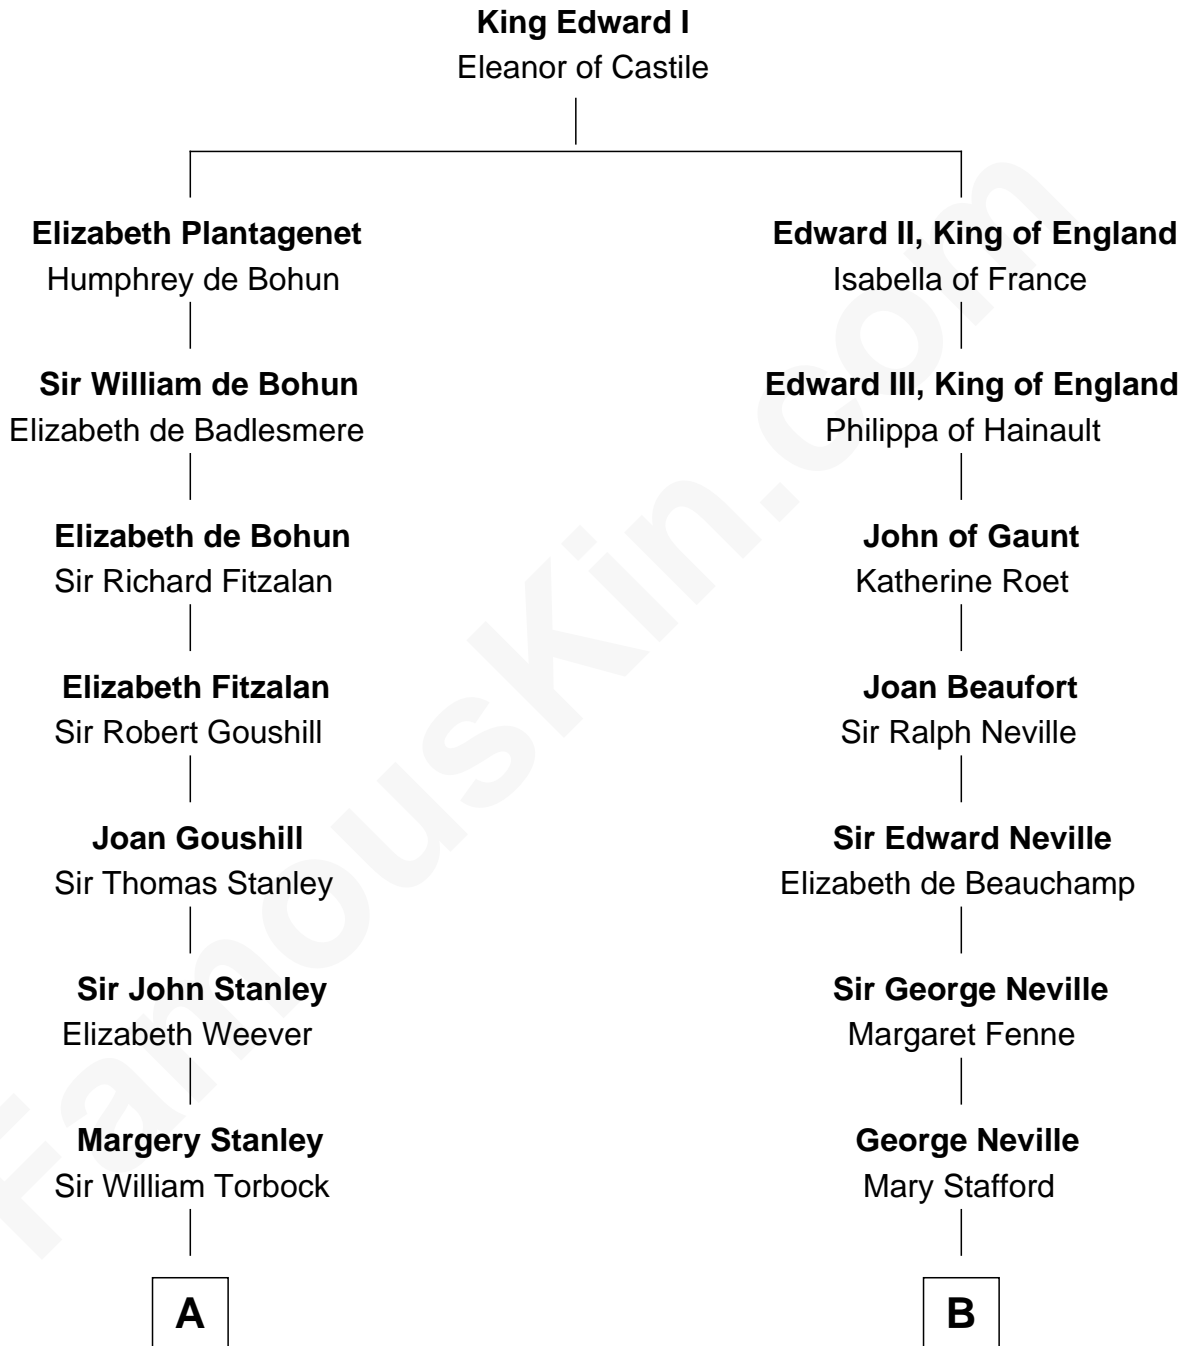 King Edward I
Eleanor of Castile
Elizabeth Plantagenet
Humphrey de Bohun
Edward II, King of England
Isabella of France
Sir William de Bohun
Elizabeth de Badlesmere
Edward III, King of England
Philippa of Hainault
Elizabeth de Bohun
Sir Richard Fitzalan
John of Gaunt
Katherine Roet
Elizabeth Fitzalan
Sir Robert Goushill
Joan Beaufort
Sir Ralph Neville
Joan Goushill
Sir Thomas Stanley
Sir Edward Neville
Elizabeth de Beauchamp
Sir John Stanley
Elizabeth Weever
Sir George Neville
Margaret Fenne
Margery Stanley
Sir William Torbock
George Neville
Mary Stafford
A
B
FamousKin.com